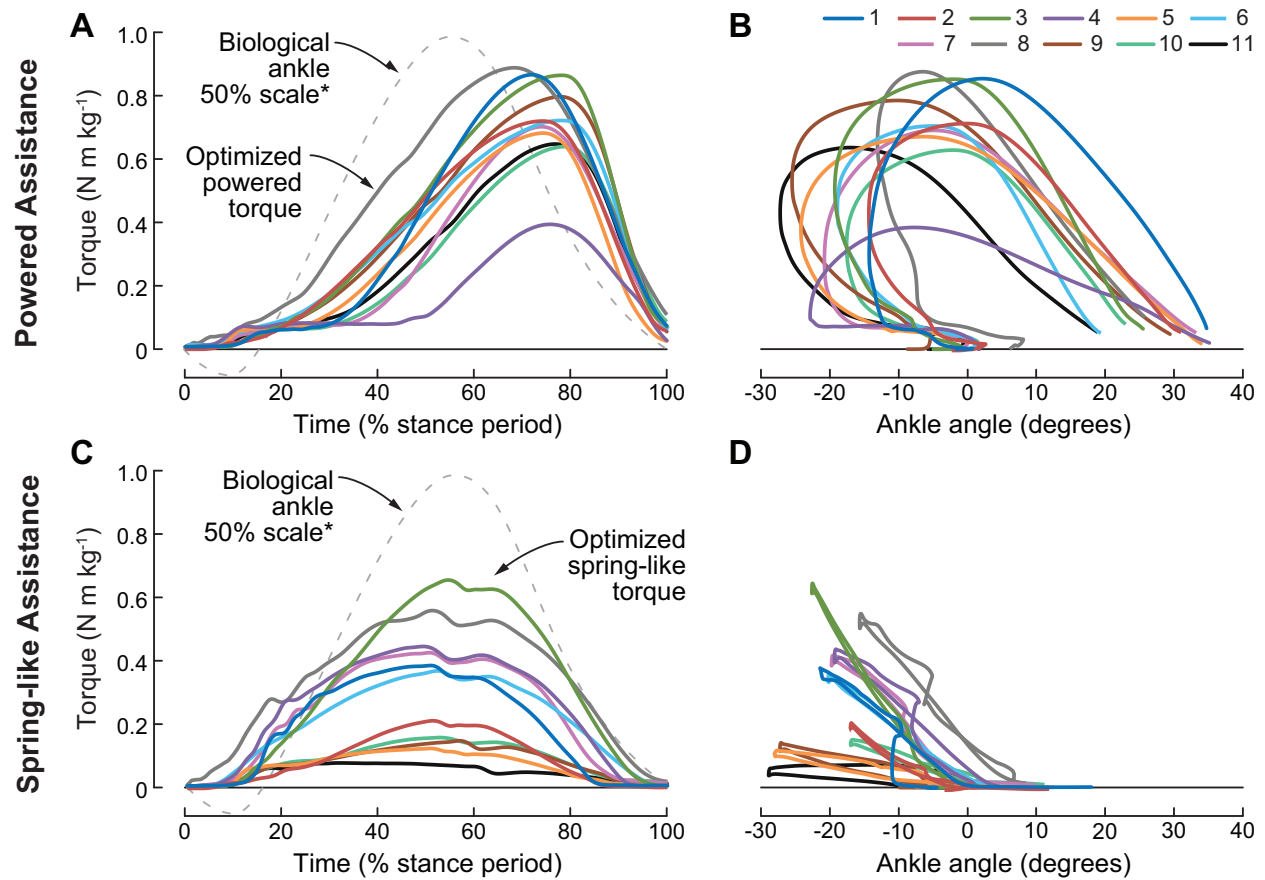 A
B
1 2 3 4 5 6
7 8 9 10 11
Powered Assistance
Torque (N m kg-1)
1.0
0.8
0.6
0.4
0.2
0
Biological
ankle
50% scale*
Optimized
powered
torque
0 20 40 60 80 100
Time (% stance period)
-30 -20 -10 0 10 20 30 40
Ankle angle (degrees)
C
D
Spring-like Assistance
Torque (N m kg-1)
1.0
0.8
0.6
0.4
0.2
0
Biological
ankle
50% scale*
Optimized
spring-like
torque
0 20 40 60 80 100
Time (% stance period)
-30 -20 -10 0 10 20 30 40
Ankle angle (degrees)